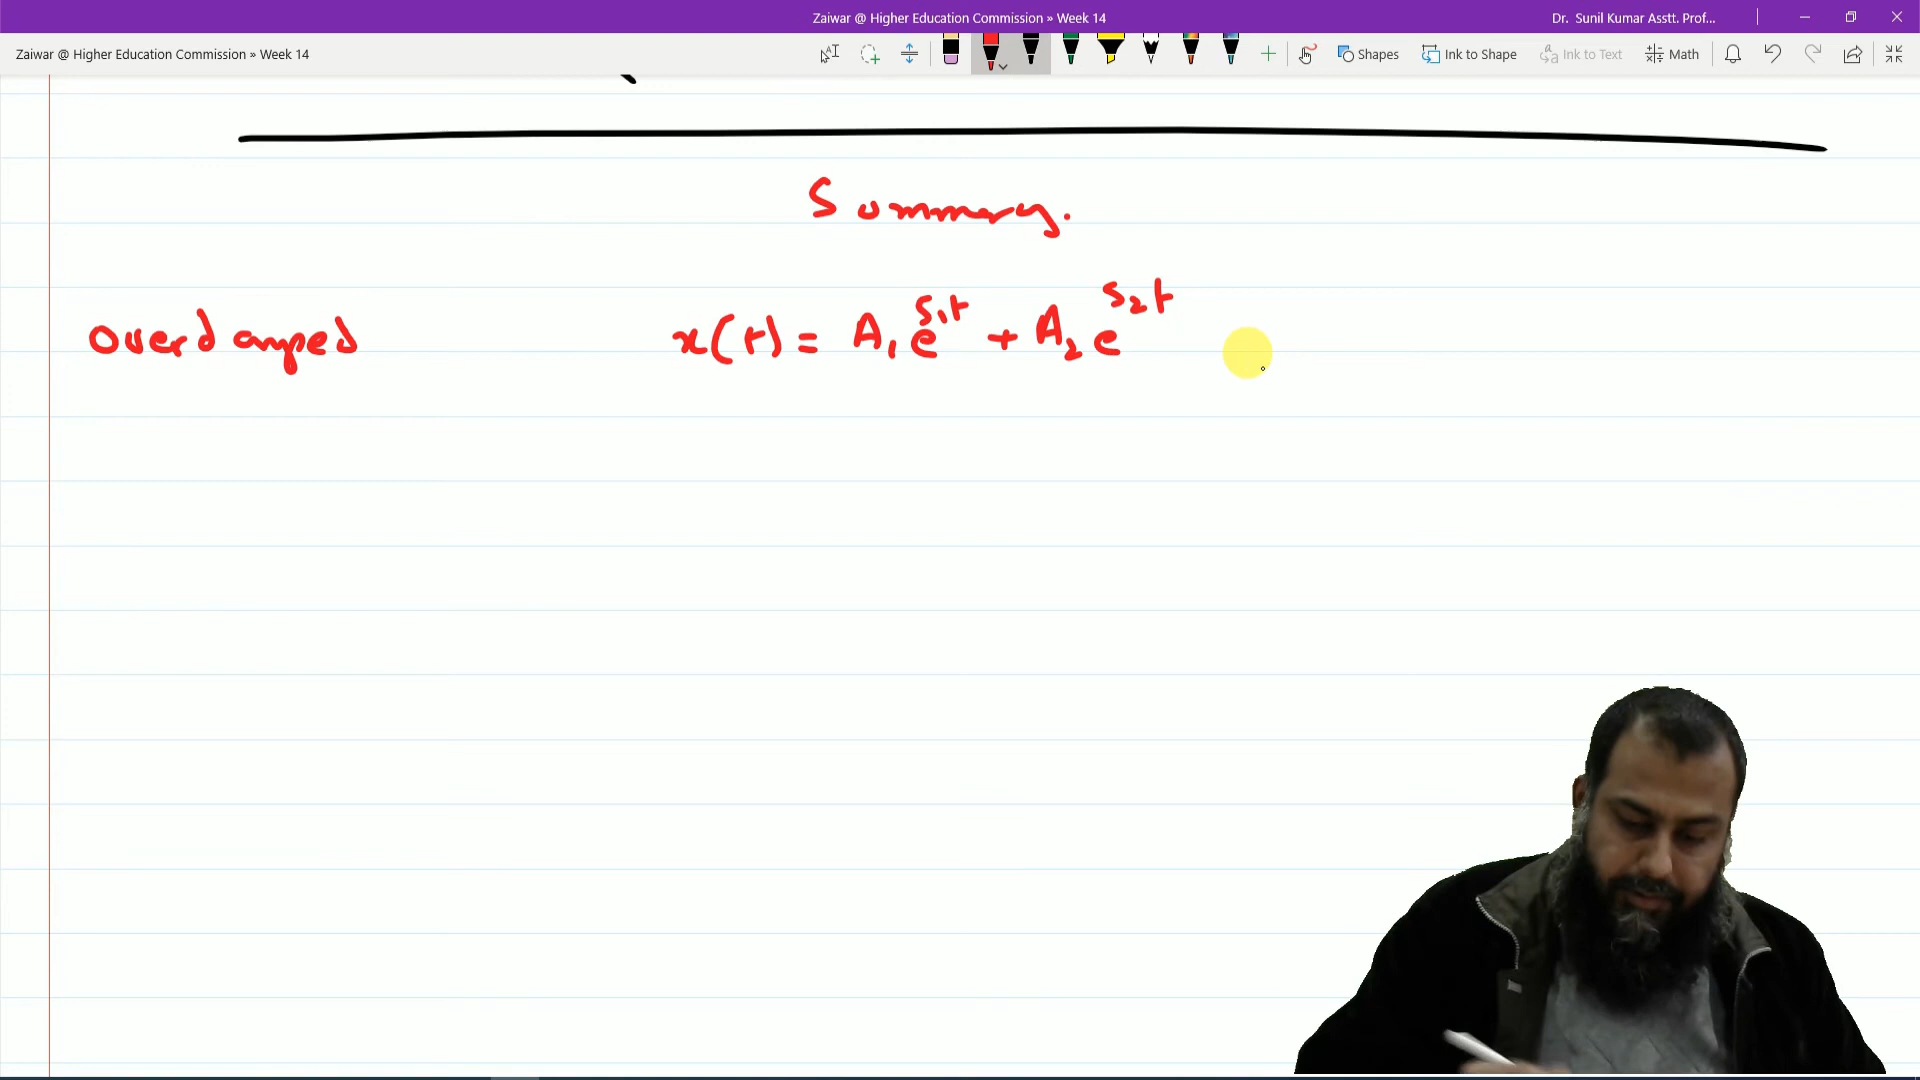 Zaiwar @ Higher Education Commission » Week 14
Dr. Sunil Kumar Asstt. Prof...
Zaiwar @ Higher Education Commission » Week 14
Shapes
Ink to Shape
Ink to Text
Math
Summary.
Overdamped x(t) = A₁e^{s₁t} + A₂e^{s₂t}